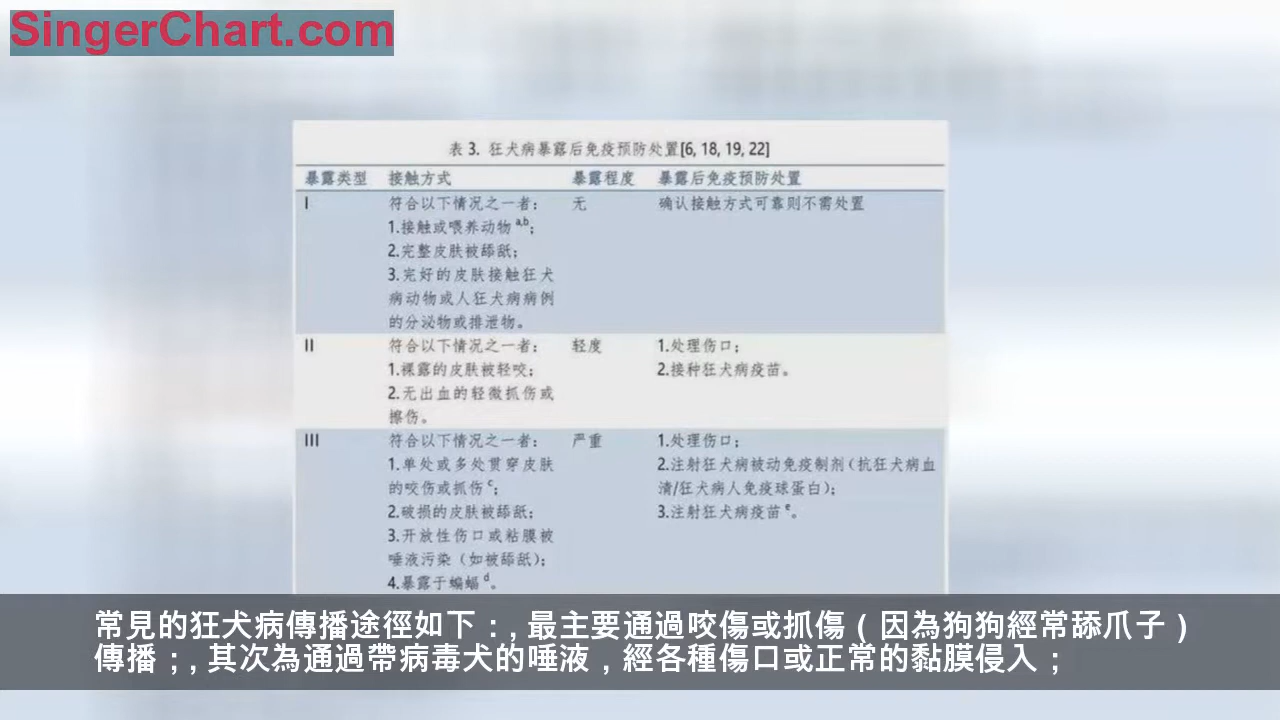 SingerChart.com
表 3. 狂犬病暴露后免疫预防处置[6, 18, 19, 22]
暴露类型 接触方式 暴露程度 暴露后免疫预防处置
I 符合以下情况之一者： 无 确认接触方式可靠则不需处置
1.接触或喂养动物 a,b；
2.完整皮肤被舔舐；
3.完好的皮肤接触狂犬
病动物或人狂犬病病例
的分泌物或排泄物。
II 符合以下情况之一者： 轻度 1.处理伤口；
1.裸露的皮肤被轻咬； 2.接种狂犬病疫苗。
2.无出血的轻微抓伤或
擦伤。
III 符合以下情况之一者： 严重 1.处理伤口；
1.单处或多处贯穿皮肤 2.注射狂犬病被动免疫制剂（抗狂犬病血
的咬伤或抓伤 c； 清/狂犬病人免疫球蛋白）；
2.破损的皮肤被舔舐； 3.注射狂犬病疫苗 e。
3.开放性伤口或粘膜被
唾液污染（如被舔舐）；
4.暴露于蝙蝠 d。
常見的狂犬病傳播途徑如下：, 最主要通過咬傷或抓傷（因為狗狗經常舔爪子）
傳播；, 其次為通過帶病毒犬的唾液，經各種傷口或正常的黏膜侵入；